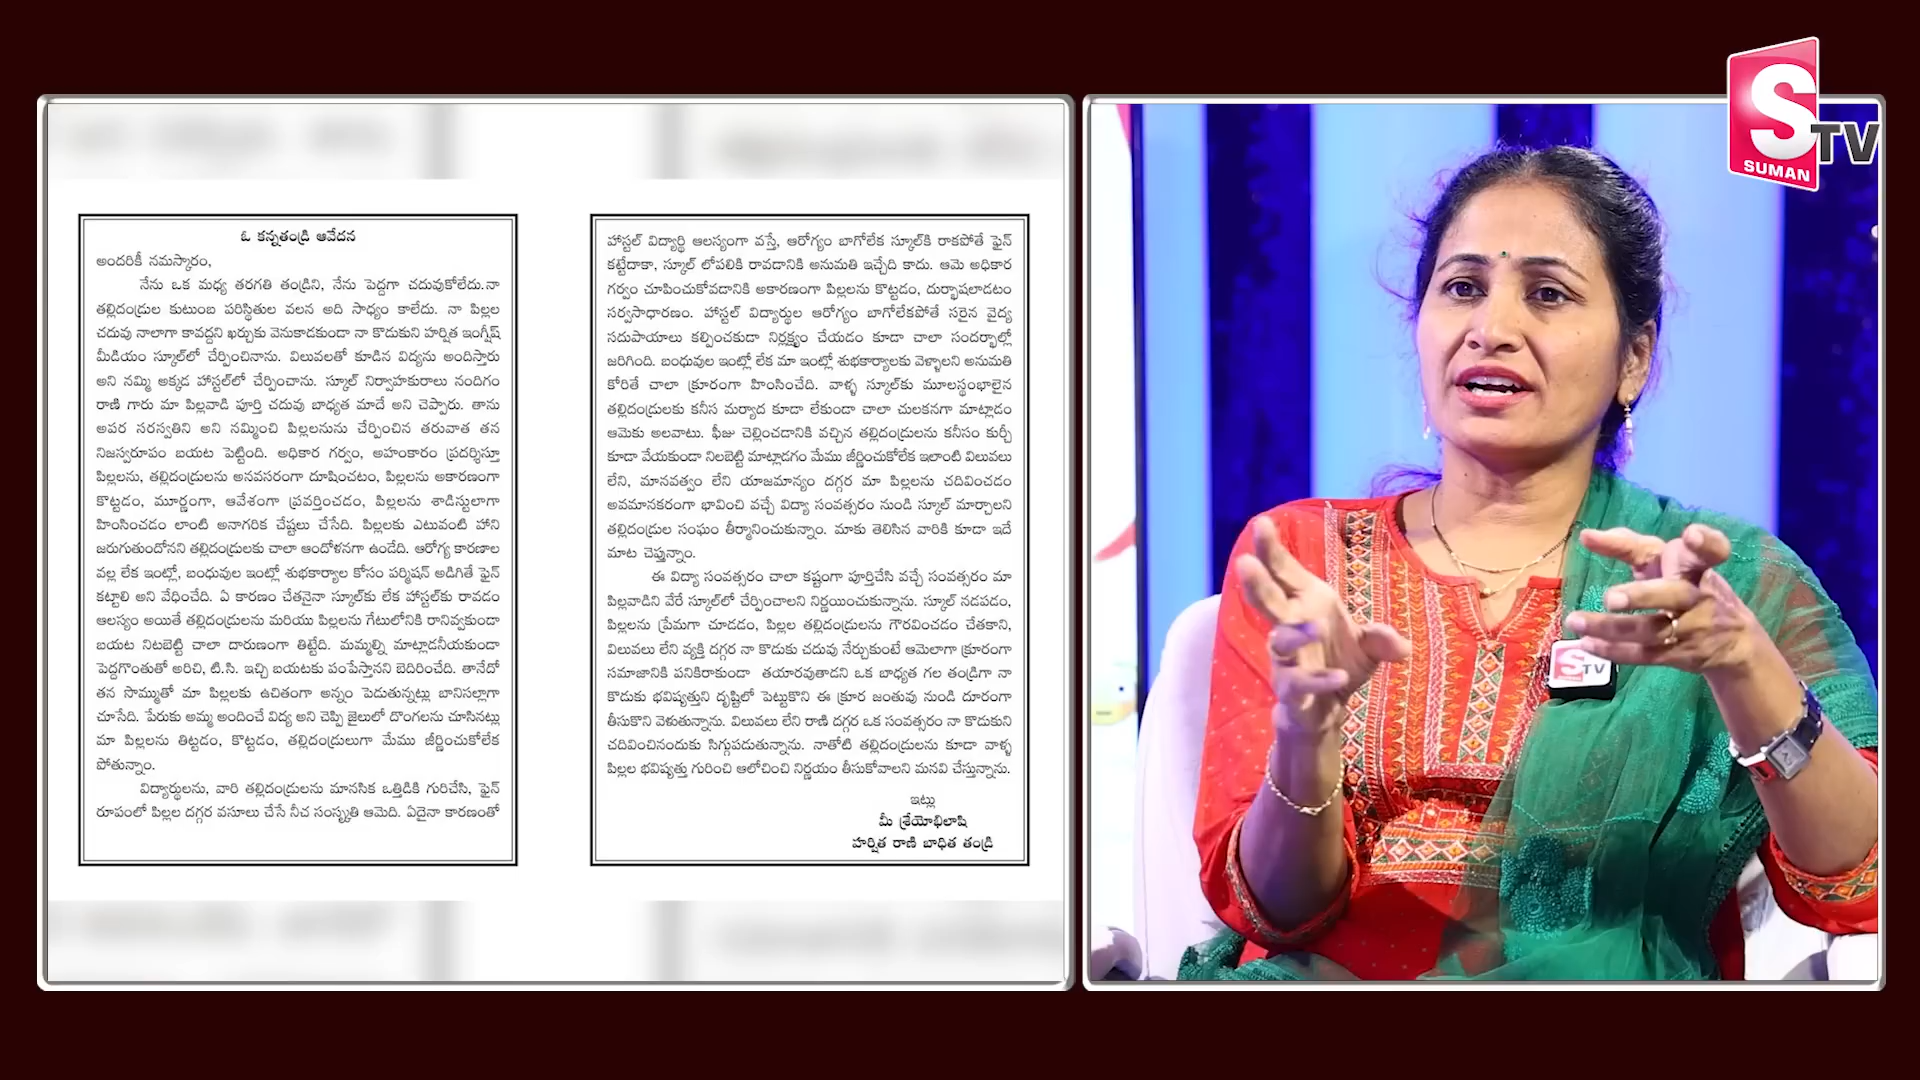 ఓ కన్నతండ్రి ఆవేదన
అందరికీ నమస్కారం,
నేను ఒక మధ్య తరగతి తండ్రిని, నేను పెద్దగా చదువుకోలేదు.నా
తల్లిదండ్రుల కుటుంబ పరిస్థితుల వలన అది సాధ్యం కాలేదు. నా పిల్లల
చదువు నాలాగా కావద్దని ఖర్చుకు వెనుకాడకుండా నా కొడుకుని హర్షిత ఇంగ్లీష్
మీడియం స్కూల్‌లో చేర్పించినాను. విలువలతో కూడిన విద్యను అందిస్తారు
అని నమ్మి అక్కడ హాస్టల్‌లో చేర్పించాను. స్కూల్ నిర్వాహకురాలు నందిగం
రాణి గారు మా పిల్లవాడి పూర్తి చదువు బాధ్యత మాదే అని చెప్పారు. తాను
అపర సరస్వతిని అని నమ్మించి పిల్లలనును చేర్పించిన తరువాత తన
నిజస్వరూపం బయట పెట్టింది. అధికార గర్వం, అహంకారం ప్రదర్శిస్తూ
పిల్లలను, తల్లిదండ్రులను అనవసరంగా దూషించటం, పిల్లలను అకారణంగా
కొట్టడం, మూర్ఖంగా, ఆవేశంగా ప్రవర్తించడం, పిల్లలను శాడిస్టులాగా
హింసించడం లాంటి అనాగరిక చేష్టలు చేసేది. పిల్లలకు ఎటువంటి హాని
జరుగుతుందోనని తల్లిదండ్రులకు చాలా ఆందోళనగా ఉండేది. ఆరోగ్య కారణాల
వల్ల లేక ఇంట్లో, బంధువుల ఇంట్లో శుభకార్యాల కోసం పర్మిషన్ అడిగితే ఫైన్
కట్టాలి అని వేధించేది. ఏ కారణం చేతనైనా స్కూల్‌కు లేక హాస్టల్‌కు రావడం
ఆలస్యం అయితే తల్లిదండ్రులను మరియు పిల్లలను గేటులోనికి రానివ్వకుండా
బయట నిటబెట్టి చాలా దారుణంగా తిట్టేది. మమ్మల్ని మాట్లాడనీయకుండా
పెద్దగొంతుతో అరిచి, టి.సి. ఇచ్చి బయటకు పంపేస్తానని బెదిరించేది. తానేదో
తన సొమ్ముతో మా పిల్లలకు ఉచితంగా అన్నం పెడుతున్నట్లు బానిసల్లాగా
చూసేది. పేరుకు అమ్మ అందించే విద్య అని చెప్పి జైలులో దొంగలను చూసినట్లు
మా పిల్లలను తిట్టడం, కొట్టడం, తల్లిదండ్రులుగా మేము జీర్ణించుకోలేక
పోతున్నాం.
విద్యార్థులను, వారి తల్లిదండ్రులను మానసిక ఒత్తిడికి గురిచేసి, ఫైన్
రూపంలో పిల్లల దగ్గర వసూలు చేసే నీచ సంస్కృతి ఆమెది. ఏదైనా కారణంతో
హాస్టల్ విద్యార్థి ఆలస్యంగా వస్తే, ఆరోగ్యం బాగోలేక స్కూల్‌కి రాకపోతే ఫైన్
కట్టేదాకా, స్కూల్ లోపలికి రావడానికి అనుమతి ఇచ్చేది కాదు. ఆమె అధికార
గర్వం చూపించుకోవడానికి అకారణంగా పిల్లలను కొట్టడం, దుర్భాషలాడటం
సర్వసాధారణం. హాస్టల్ విద్యార్థుల ఆరోగ్యం బాగోలేకపోతే సరైన వైద్య
సదుపాయాలు కల్పించకుడా నిర్లక్ష్యం చేయడం కూడా చాలా సందర్భాల్లో
జరిగింది. బంధువుల ఇంట్లో లేక మా ఇంట్లో శుభకార్యాలకు వెళ్ళాలని అనుమతి
కోరితే చాలా క్రూరంగా హింసించేది. వాళ్ళ స్కూల్‌కు మూలస్థంభాలైన
తల్లిదండ్రులకు కనీస మర్యాద కూడా లేకుండా చాలా చులకనగా మాట్లాడం
ఆమెకు అలవాటు. ఫీజు చెల్లించడానికి వచ్చిన తల్లిదండ్రులను కనీసం కుర్చీ
కూడా వేయకుండా నిలబెట్టి మాట్లాడగం మేము జీర్ణించుకోలేక ఇలాంటి విలువలు
లేని, మానవత్వం లేని యాజమాన్యం దగ్గర మా పిల్లలను చదివించడం
అవమానకరంగా భావించి వచ్చే విద్యా సంవత్సరం నుండి స్కూల్ మార్చాలని
తల్లిదండ్రుల సంఘం తీర్మానించుకున్నాం. మాకు తెలిసిన వారికి కూడా ఇదే
మాట చెప్తున్నాం.
ఈ విద్యా సంవత్సరం చాలా కష్టంగా పూర్తిచేసి వచ్చే సంవత్సరం మా
పిల్లవాడిని వేరే స్కూల్‌లో చేర్పించాలని నిర్ణయించుకున్నాను. స్కూల్ నడపడం,
పిల్లలను ప్రేమగా చూడడం, పిల్లల తల్లిదండ్రులను గౌరవించడం చేతకాని,
విలువలు లేని వ్యక్తి దగ్గర నా కొడుకు చదువు నేర్చుకుంటే ఆమెలాగా క్రూరంగా
సమాజానికి పనికిరాకుండా తయారవుతాడని ఒక బాధ్యత గల తండ్రిగా నా
కొడుకు భవిష్యత్తుని దృష్టిలో పెట్టుకొని ఈ క్రూర జంతువు నుండి దూరంగా
తీసుకొని వెళుతున్నాను. విలువలు లేని రాణి దగ్గర ఒక సంవత్సరం నా కొడుకుని
చదివించినందుకు సిగ్గుపడుతున్నాను. నాతోటి తల్లిదండ్రులను కూడా వాళ్ళ
పిల్లల భవిష్యత్తు గురించి ఆలోచించి నిర్ణయం తీసుకోవాలని మనవి చేస్తున్నాను.
ఇట్లు
మీ శ్రేయోభిలాషి
హర్షిత రాణి బాధిత తండ్రి
S TV
SUMAN
S TV